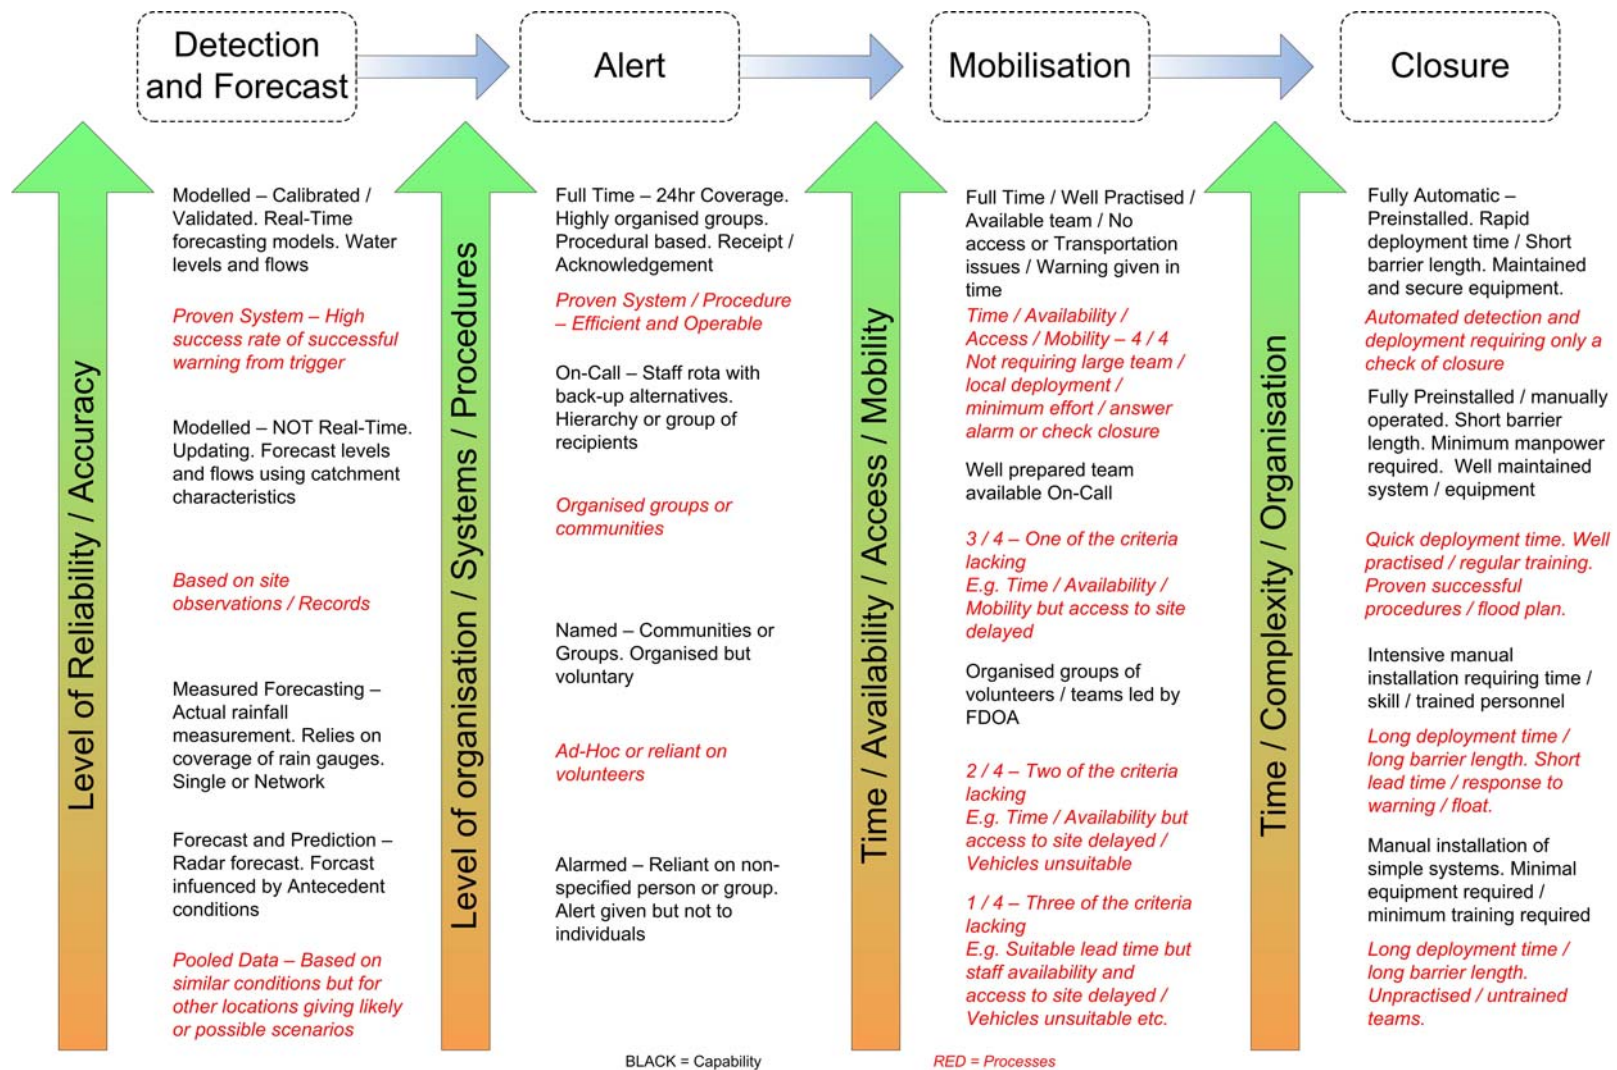 Detection
and Forecast
Alert
Mobilisation
Closure
Level of Reliability / Accuracy
Modelled – Calibrated /
Validated. Real-Time
forecasting models. Water
levels and flows
Proven System – High
success rate of successful
warning from trigger
Modelled – NOT Real-Time.
Updating. Forecast levels
and flows using catchment
characteristics
Based on site
observations / Records
Measured Forecasting –
Actual rainfall
measurement. Relies on
coverage of rain gauges.
Single or Network
Forecast and Prediction –
Radar forecast. Forcast
infuenced by Antecedent
conditions
Pooled Data – Based on
similar conditions but for
other locations giving likely
or possible scenarios
Level of organisation / Systems / Procedures
Full Time – 24hr Coverage.
Highly organised groups.
Procedural based. Receipt /
Acknowledgement
Proven System / Procedure
– Efficient and Operable
On-Call – Staff rota with
back-up alternatives.
Hierarchy or group of
recipients
Organised groups or
communities
Named – Communities or
Groups. Organised but
voluntary
Ad-Hoc or reliant on
volunteers
Alarmed – Reliant on non-
specified person or group.
Alert given but not to
individuals
Time / Availability / Access / Mobility
Full Time / Well Practised /
Available team / No
access or Transportation
issues / Warning given in
time
Time / Availability /
Access / Mobility – 4 / 4
Not requiring large team /
local deployment /
minimum effort / answer
alarm or check closure
Well prepared team
available On-Call
3 / 4 – One of the criteria
lacking
E.g. Time / Availability /
Mobility but access to site
delayed
Organised groups of
volunteers / teams led by
FDOA
2 / 4 – Two of the criteria
lacking
E.g. Time / Availability but
access to site delayed /
Vehicles unsuitable
1 / 4 – Three of the criteria
lacking
E.g. Suitable lead time but
staff availability and
access to site delayed /
Vehicles unsuitable etc.
Time / Complexity / Organisation
Fully Automatic –
Preinstalled. Rapid
deployment time / Short
barrier length. Maintained
and secure equipment.
Automated detection and
deployment requiring only a
check of closure
Fully Preinstalled / manually
operated. Short barrier
length. Minimum manpower
required.  Well maintained
system / equipment
Quick deployment time. Well
practised / regular training.
Proven successful
procedures / flood plan.
Intensive manual
installation requiring time /
skill / trained personnel
Long deployment time /
long barrier length. Short
lead time / response to
warning / float.
Manual installation of
simple systems. Minimal
equipment required /
minimum training required
Long deployment time /
long barrier length.
Unpractised / untrained
teams.
BLACK = Capability
RED = Processes